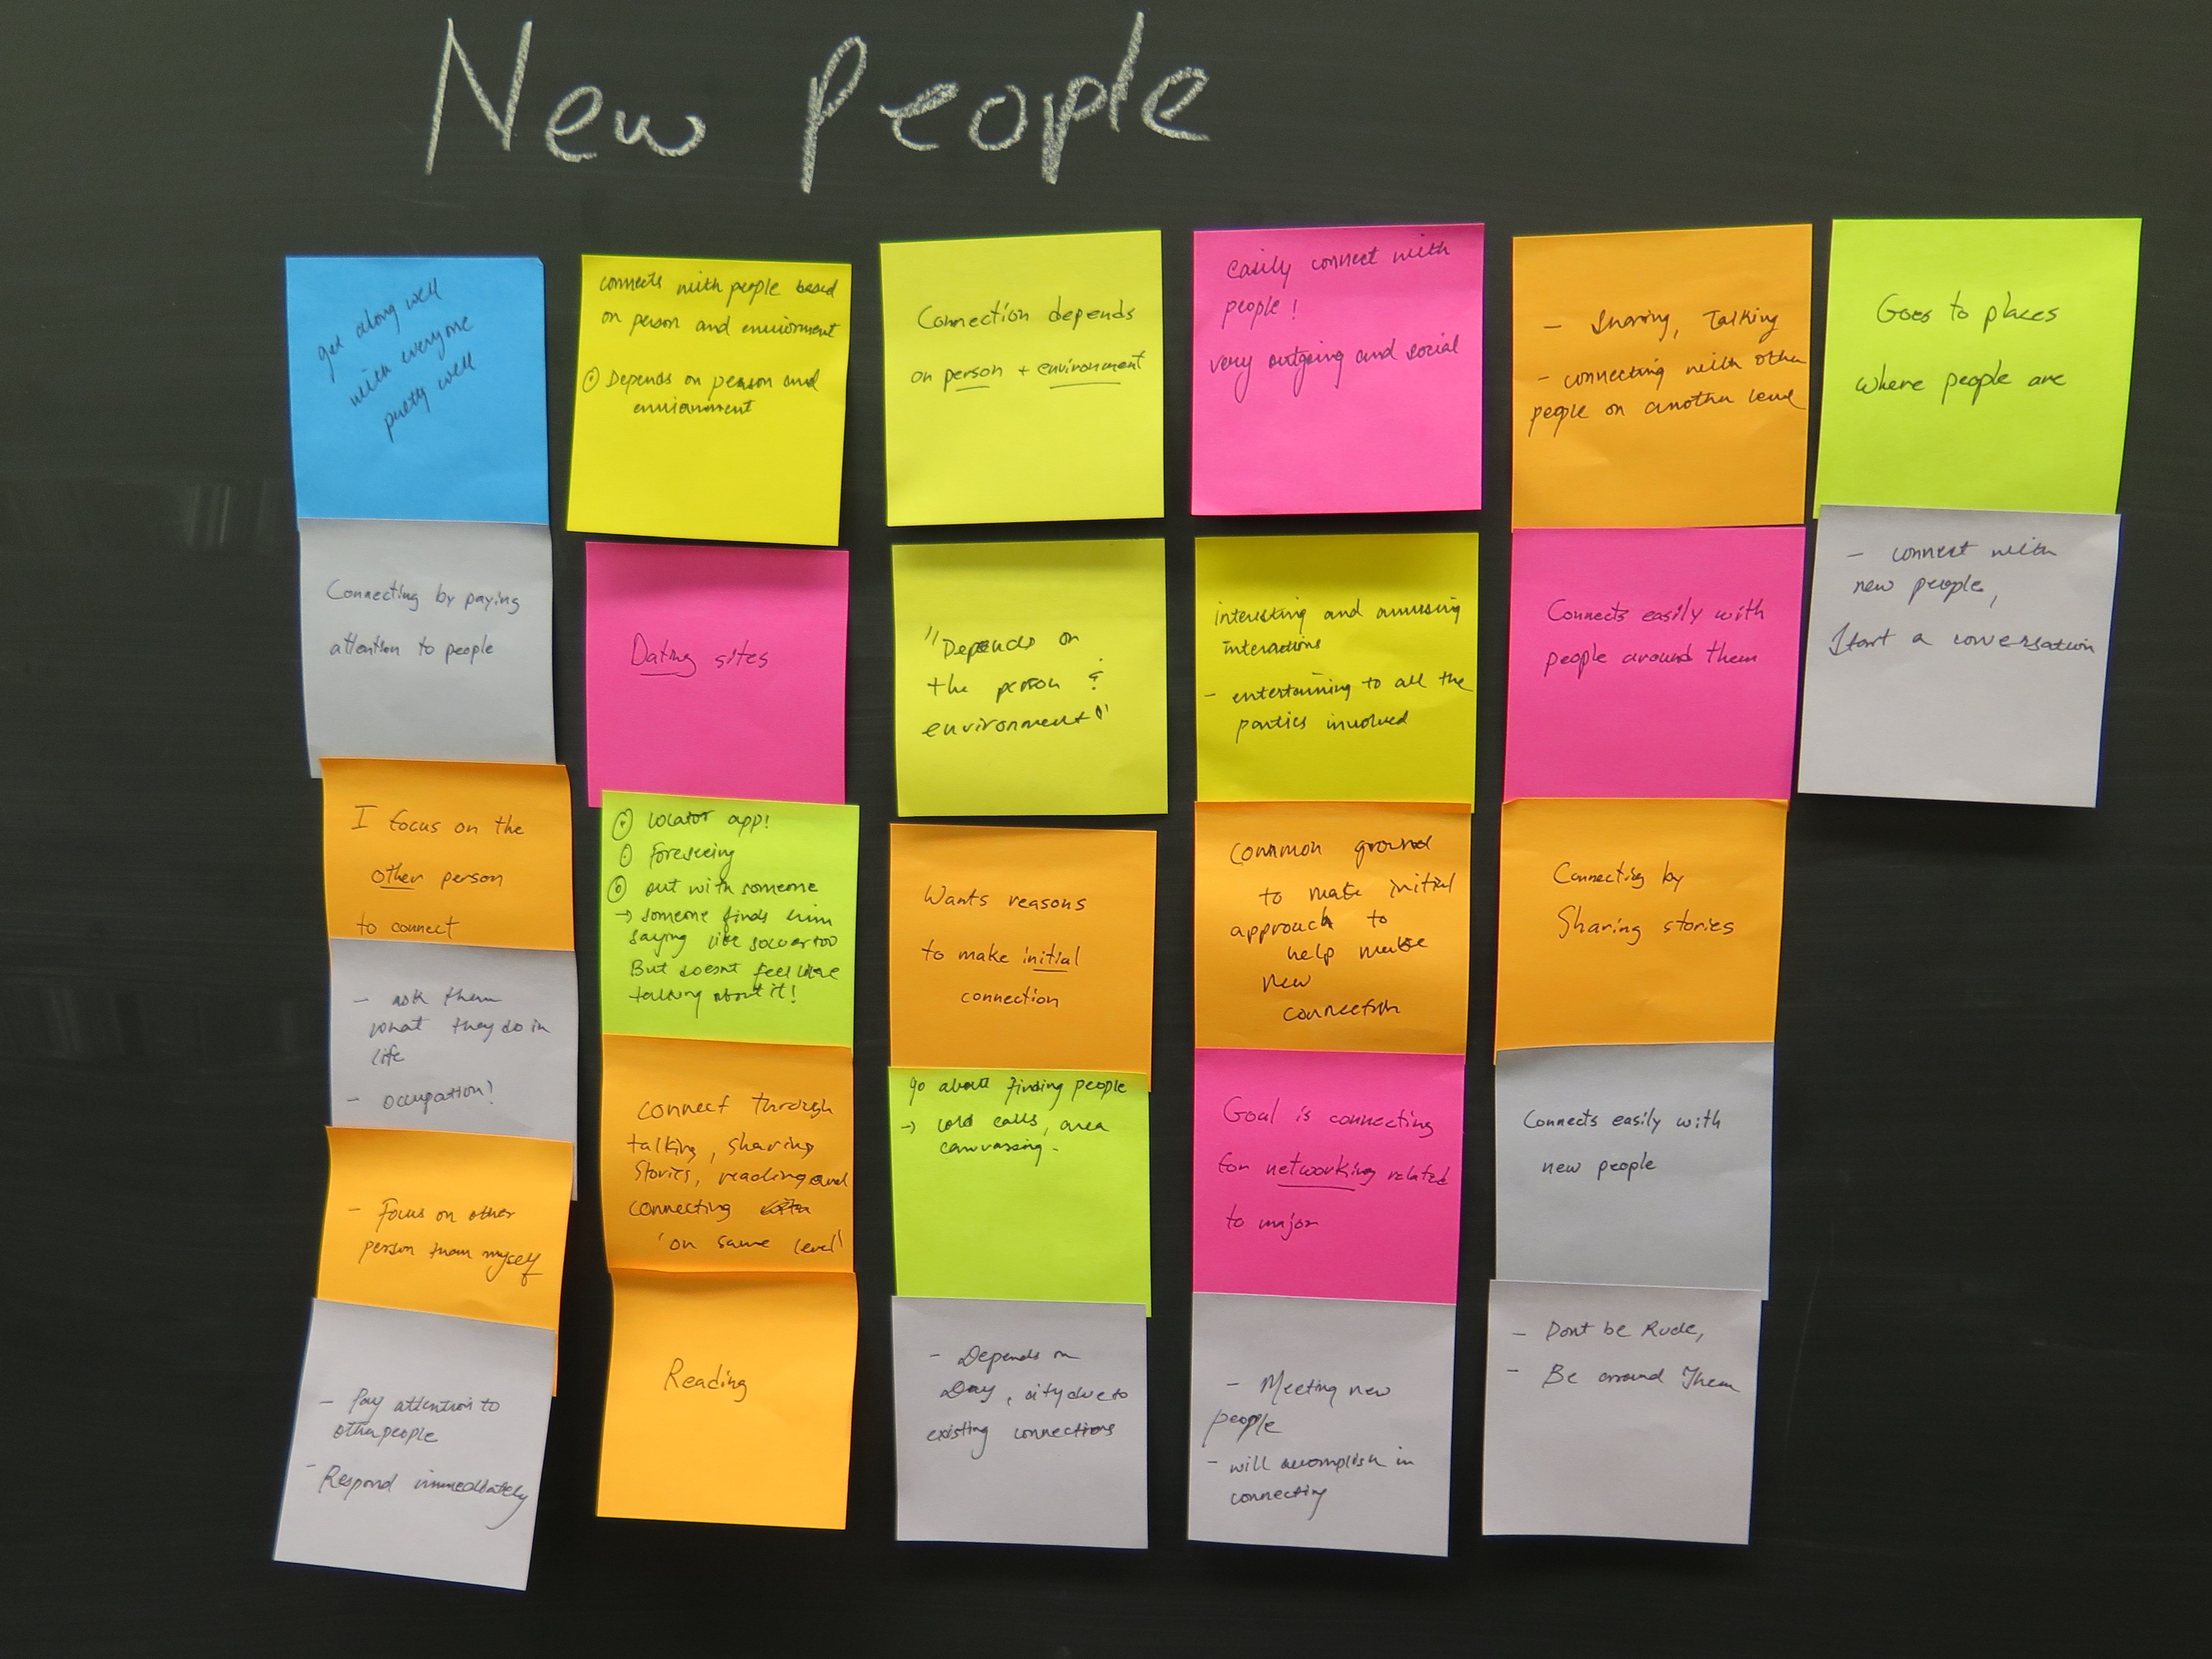 New People
get along well
with everyone
pretty well
Connecting by paying
attention to people
I focus on the
other person
to connect
- ask them
what they do in
life
- occupation!
- Focus on other
person than myself
- Pay attention to
other people
- Respond immediately
connects with people based
on person and enviornment
Depends on person and
enviornment
Dating sites
locator app!
Foreseeing
out with someone
→ someone finds him
saying like
But doesnt feel like
talking about it!
Connect through
talking, sharing
stories, reading and
connecting
'on same level'
Reading
Connection depends
on person + environment
"Depends on
the person &
environment"
Wants reasons
to make initial
connection
go about finding people
→ cold calls, area
canvassing.
- Depends on
Day, city due to
existing connections
easily connect with
people!
very outgoing and social
interesting and amusing
interactions
- entertaining to all the
parties involved
Common ground
to make initial
approach to
help make
new
connection
Goal is connecting
for networking related
to major
- Meeting new
people
- will accomplish in
connecting
- Sharing, Talking
- connecting with other
people on another level
Connects easily with
people around them
Connecting by
Sharing stories
Connects easily with
new people
- Dont be Rude,
- Be around Them
Goes to places
where people are
- connect with
new people,
Start a conversation